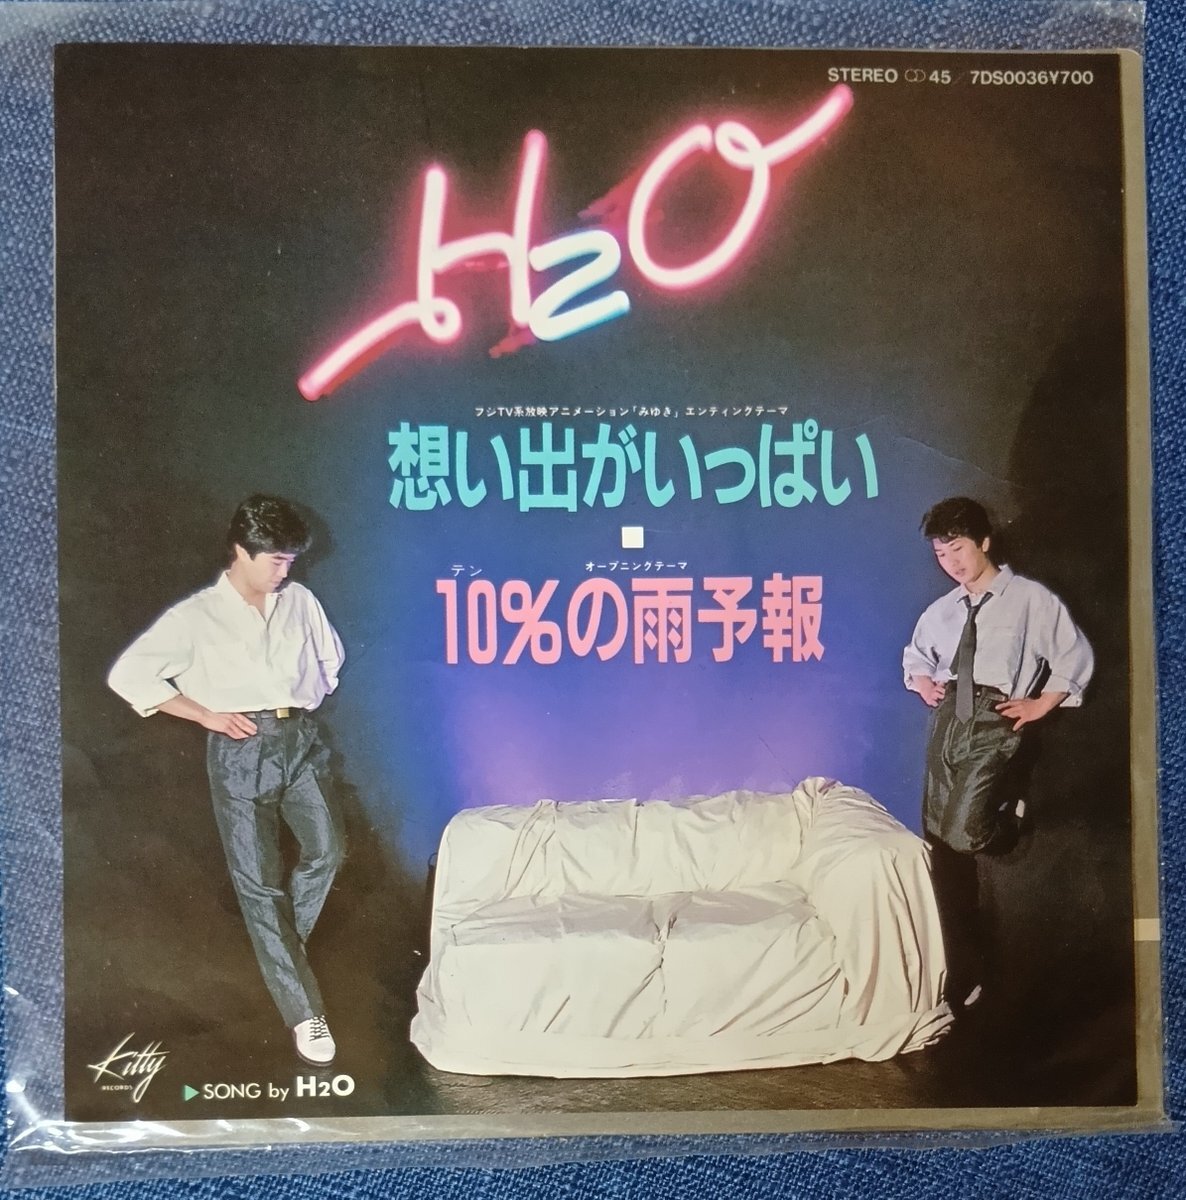 STEREO 45 / 7DS0036¥700
H2O
フジTV系放映アニメーション「みゆき」エンディングテーマ
想い出がいっぱい
テン オープニングテーマ
10%の雨予報
Kitty
RECORDS
SONG by H2O